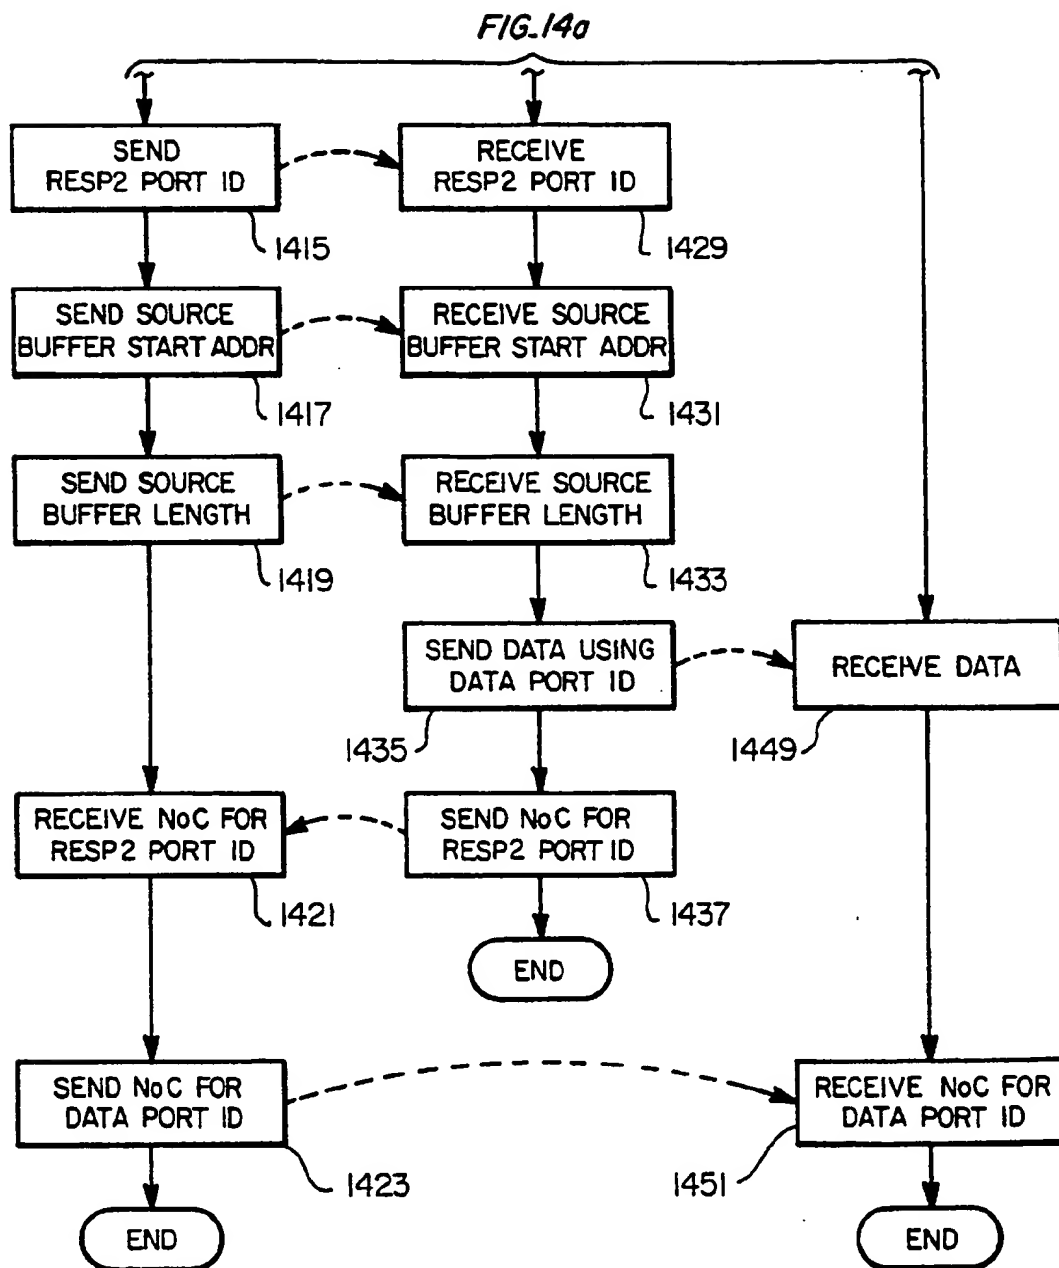 FIG.14a
SEND
RESP2 PORT ID
1415
RECEIVE
RESP2 PORT ID
1429
SEND SOURCE
BUFFER START ADDR
1417
RECEIVE SOURCE
BUFFER START ADDR
1431
SEND SOURCE
BUFFER LENGTH
1419
RECEIVE SOURCE
BUFFER LENGTH
1433
SEND DATA USING
DATA PORT ID
1435
RECEIVE DATA
1449
RECEIVE NoC FOR
RESP2 PORT ID
1421
SEND NoC FOR
RESP2 PORT ID
1437
END
SEND NoC FOR
DATA PORT ID
1423
RECEIVE NoC FOR
DATA PORT ID
1451
END
END